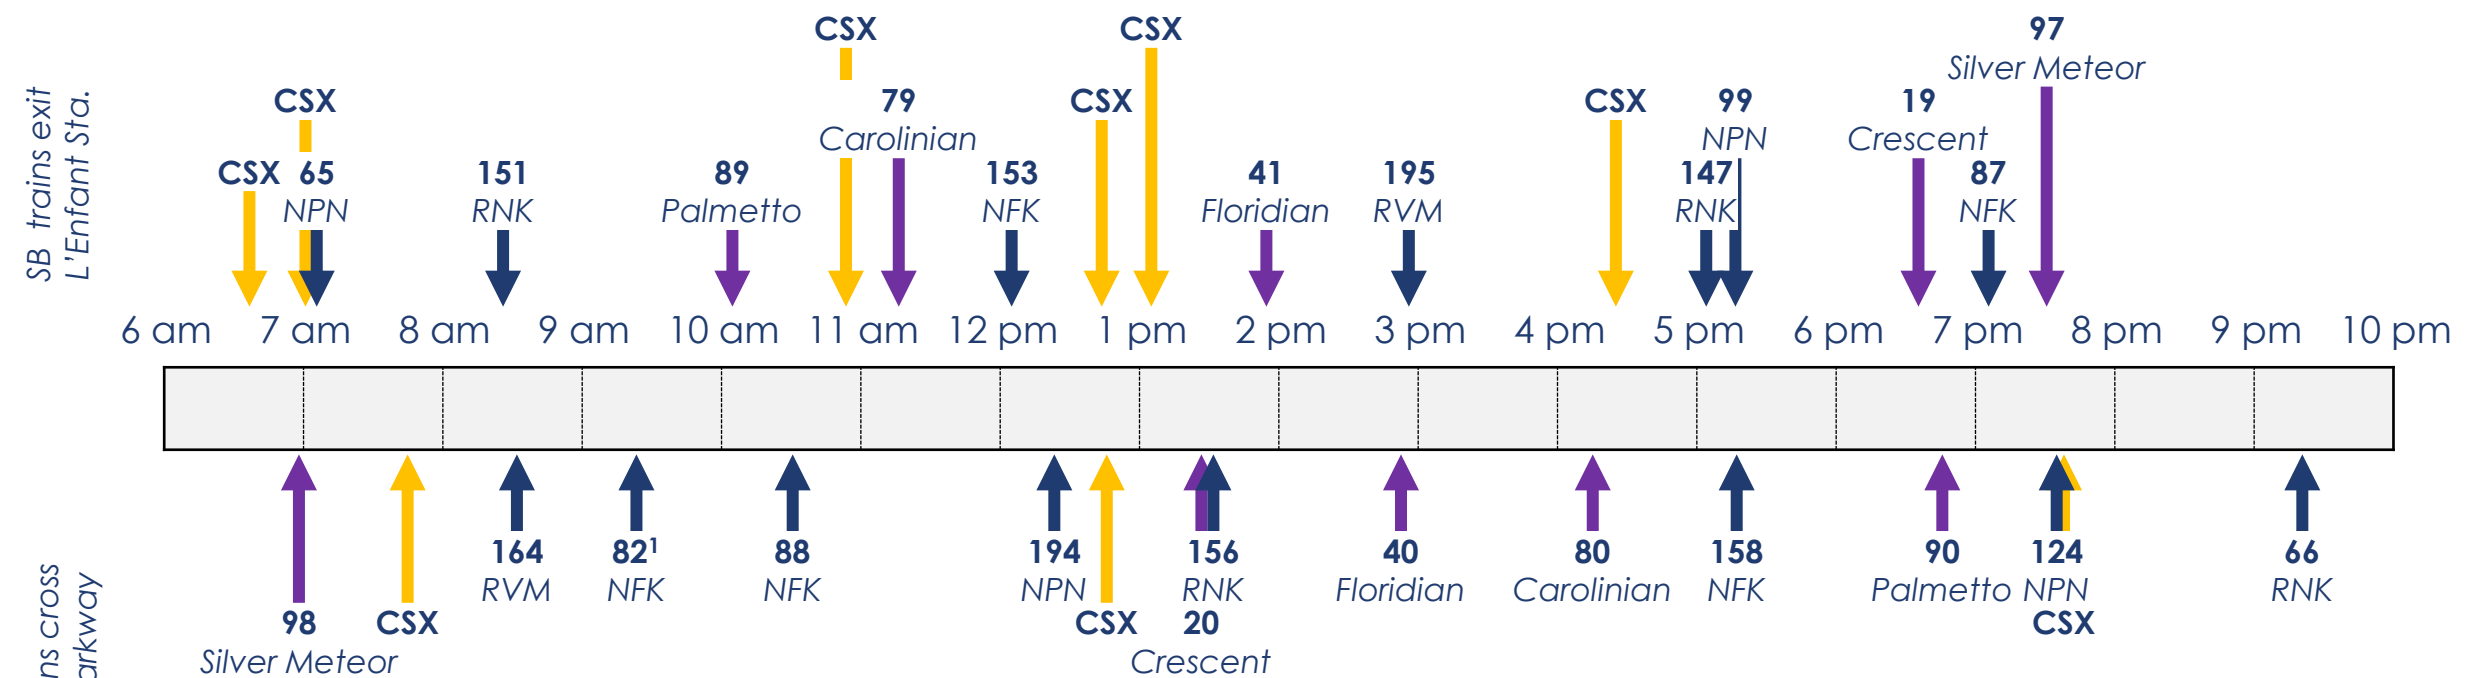 CSX CSX 97
Silver Meteor
SB trains exit
L'Enfant Sta.
CSX 79 CSX CSX 99 19
Carolinian NPN Crescent
CSX 65 151 89 153 41 195 147 87
NPN RNK Palmetto NFK Floridian RVM RNK NFK
6 am 7 am 8 am 9 am 10 am 11 am 12 pm 1 pm 2 pm 3 pm 4 pm 5 pm 6 pm 7 pm 8 pm 9 pm 10 pm
164 82¹ 88 194 156 40 80 158 90 124 66
RVM NFK NFK NPN RNK Floridian Carolinian NFK Palmetto NPN RNK
98 CSX CSX 20 CSX
Silver Meteor Crescent
cross